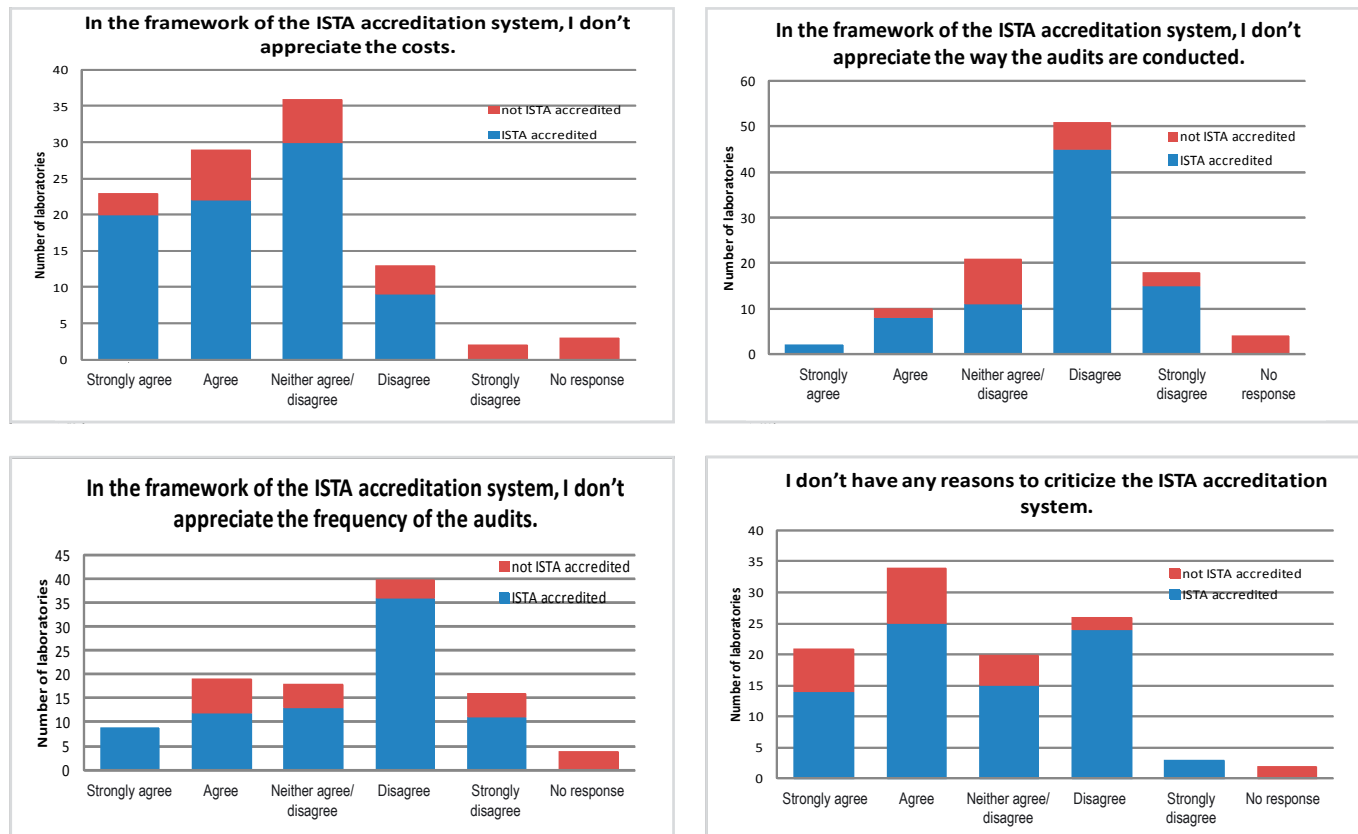 In the framework of the ISTA accreditation system, I don't
appreciate the costs.
40
35
30
25
20
15
10
5
0
Number of laboratories
not ISTA accredited
ISTA accredited
Strongly agree
Agree
Neither agree/
disagree
Disagree
Strongly
disagree
No response
In the framework of the ISTA accreditation system, I don't
appreciate the way the audits are conducted.
60
50
40
30
20
10
0
Number of laboratories
not ISTA accredited
ISTA accredited
Strongly
agree
Agree
Neither agree/
disagree
Disagree
Strongly
disagree
No
response
In the framework of the ISTA accreditation system, I don't
appreciate the frequency of the audits.
45
40
35
30
25
20
15
10
5
0
Number of laboratories
not ISTA accredited
ISTA accredited
Strongly agree
Agree
Neither agree/
disagree
Disagree
Strongly
disagree
No response
I don't have any reasons to criticize the ISTA accreditation
system.
40
35
30
25
20
15
10
5
0
Number of laboratories
not ISTA accredited
ISTA accredited
Strongly agree
Agree
Neither agree/
disagree
Disagree
Strongly
disagree
No response